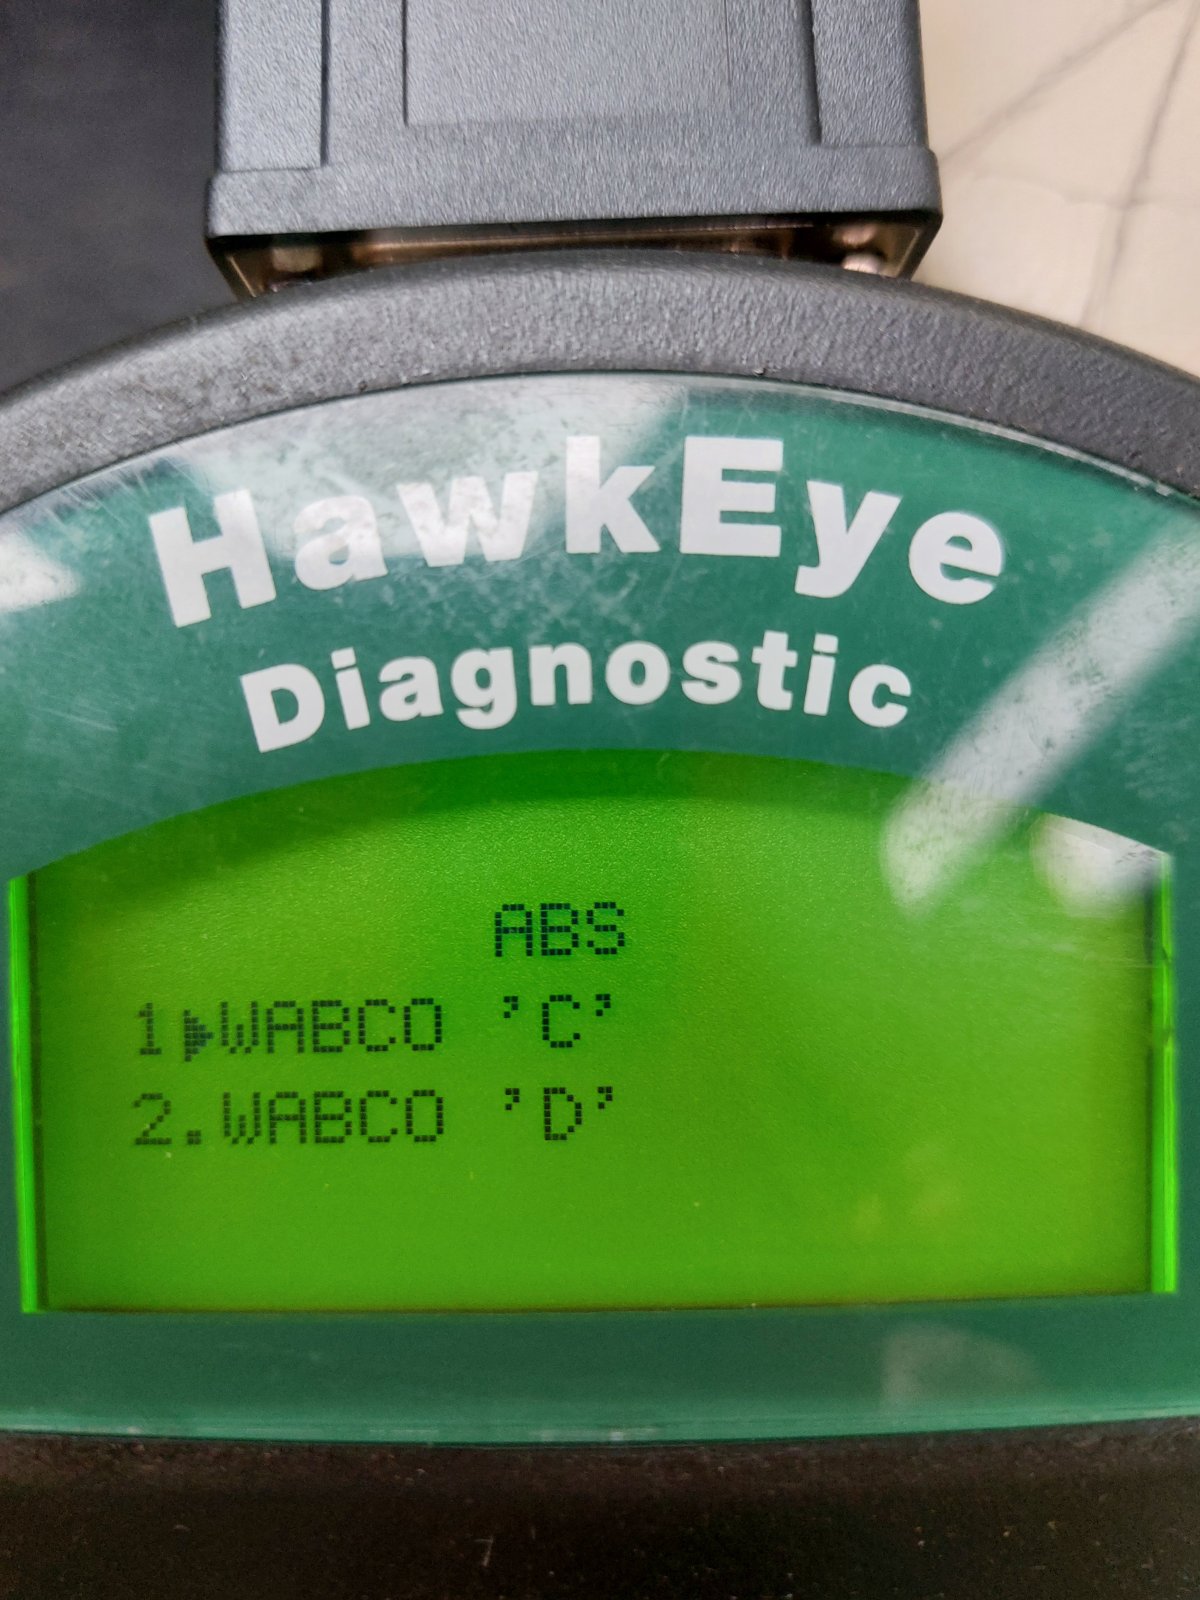 HawkEye
Diagnostic
ABS
1▶WABCO 'C'
2.WABCO 'D'